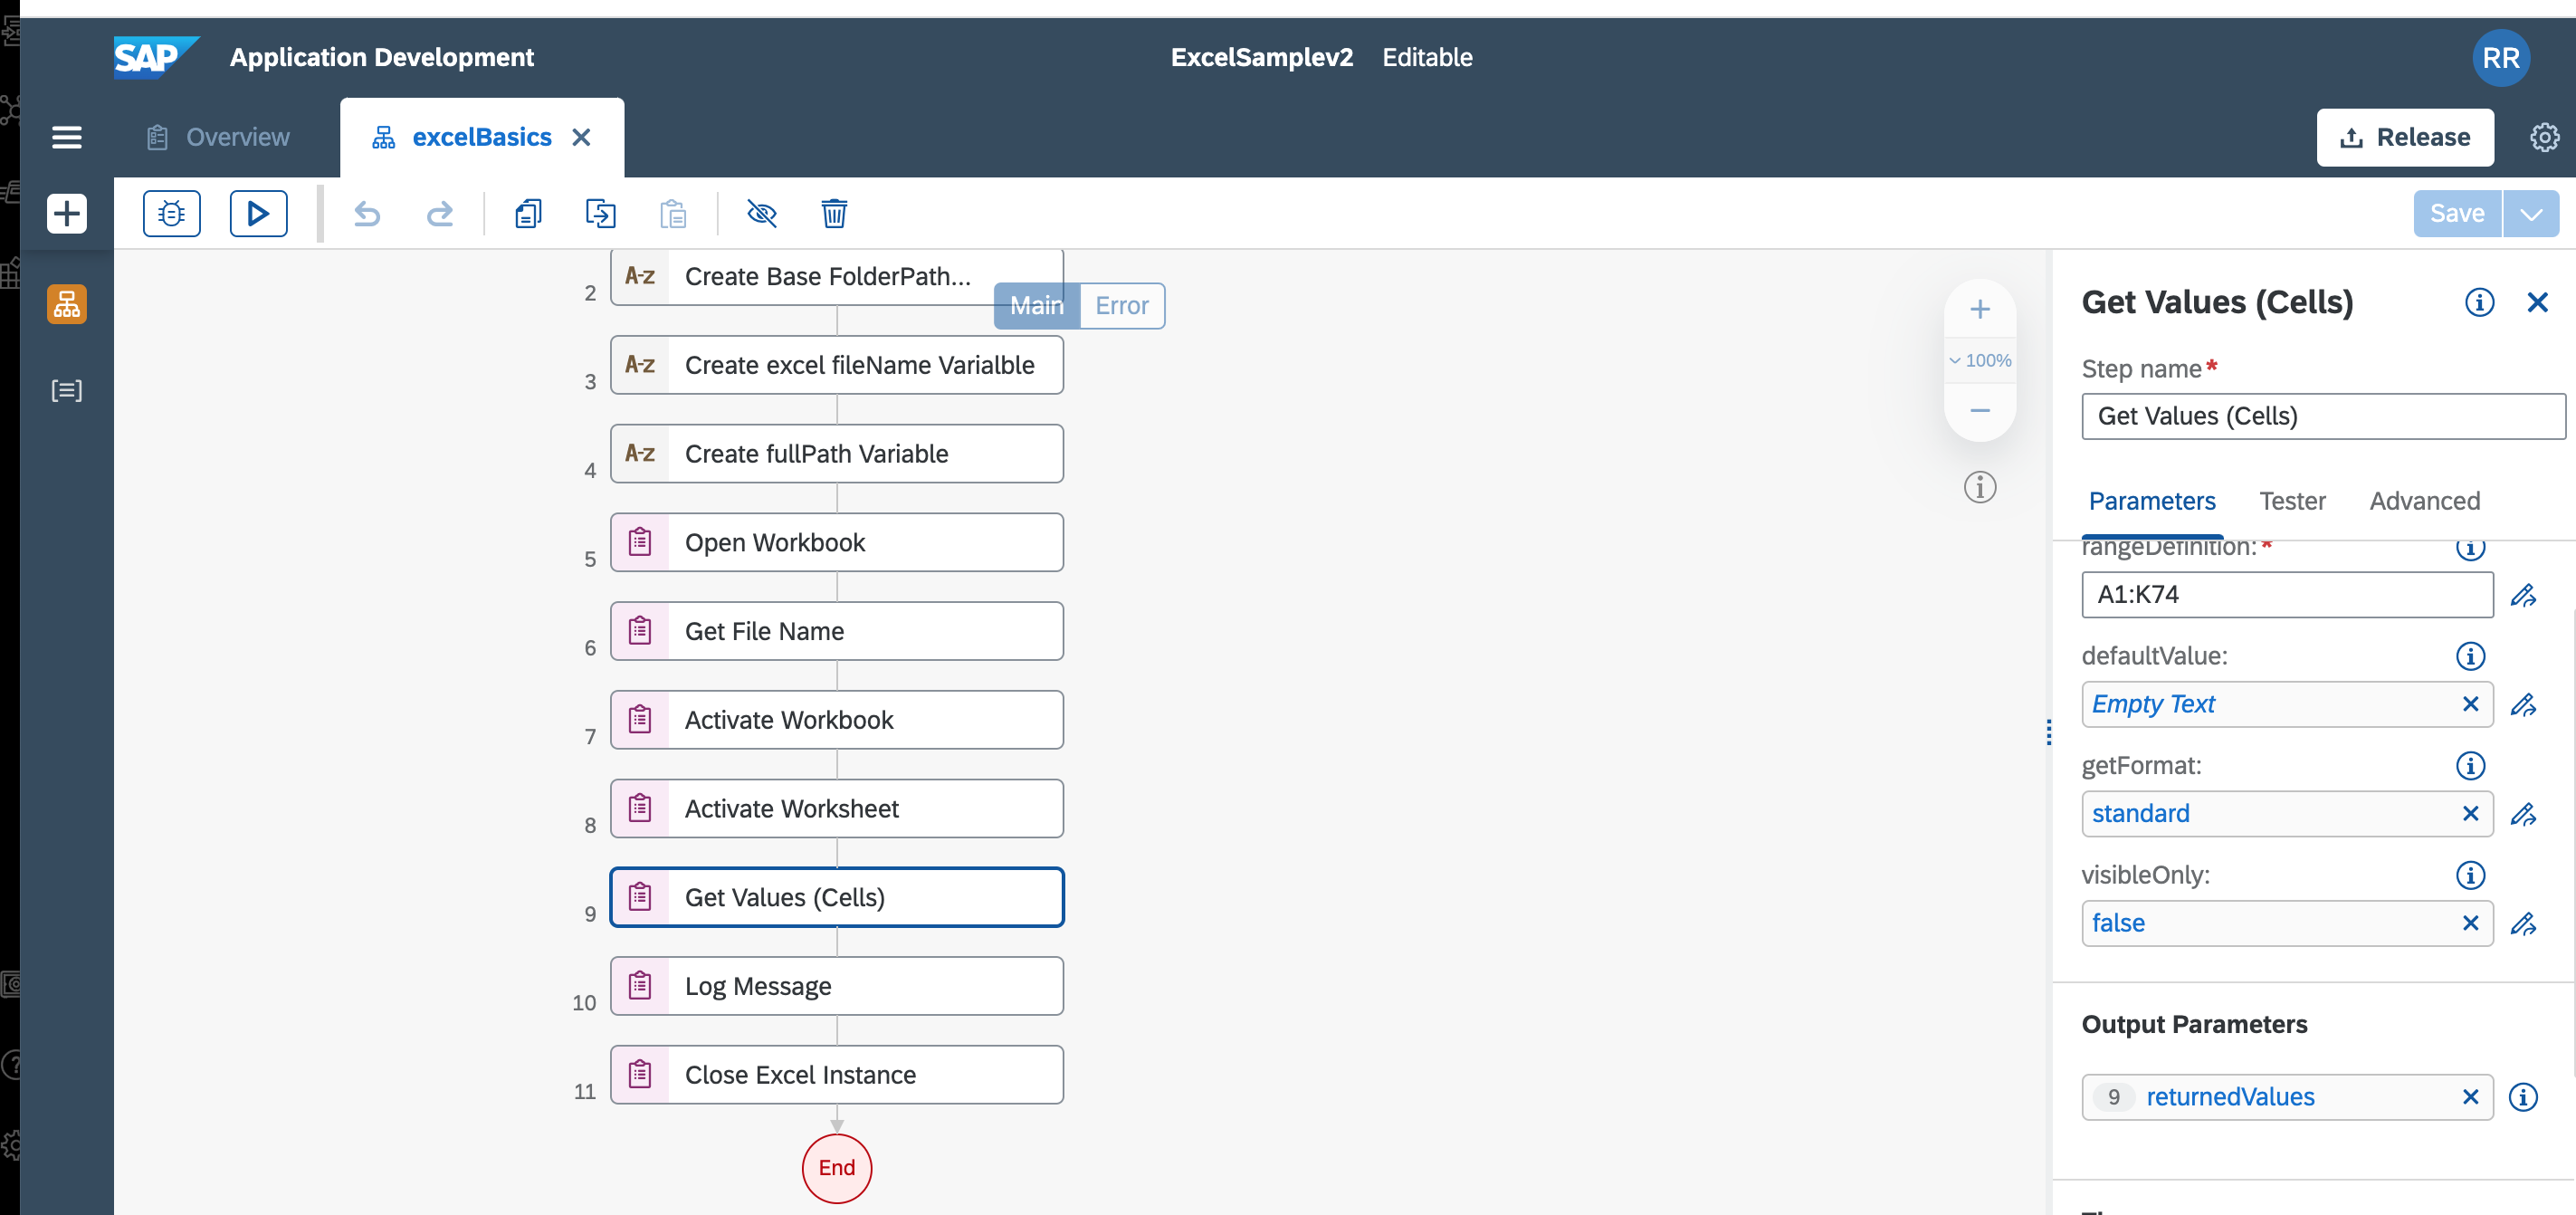 SAP Application Development ExcelSamplev2 Editable RR
Overview excelBasics Release
Save
2 A-z Create Base FolderPath...
Main Error
3 A-z Create excel fileName Varialble
4 A-z Create fullPath Variable
5 Open Workbook
6 Get File Name
7 Activate Workbook
8 Activate Worksheet
9 Get Values (Cells)
10 Log Message
11 Close Excel Instance
End
100%
Get Values (Cells)
Step name*
Get Values (Cells)
Parameters Tester Advanced
rangeDefinition:*
A1:K74
defaultValue:
Empty Text
getFormat:
standard
visibleOnly:
false
Output Parameters
9 returnedValues